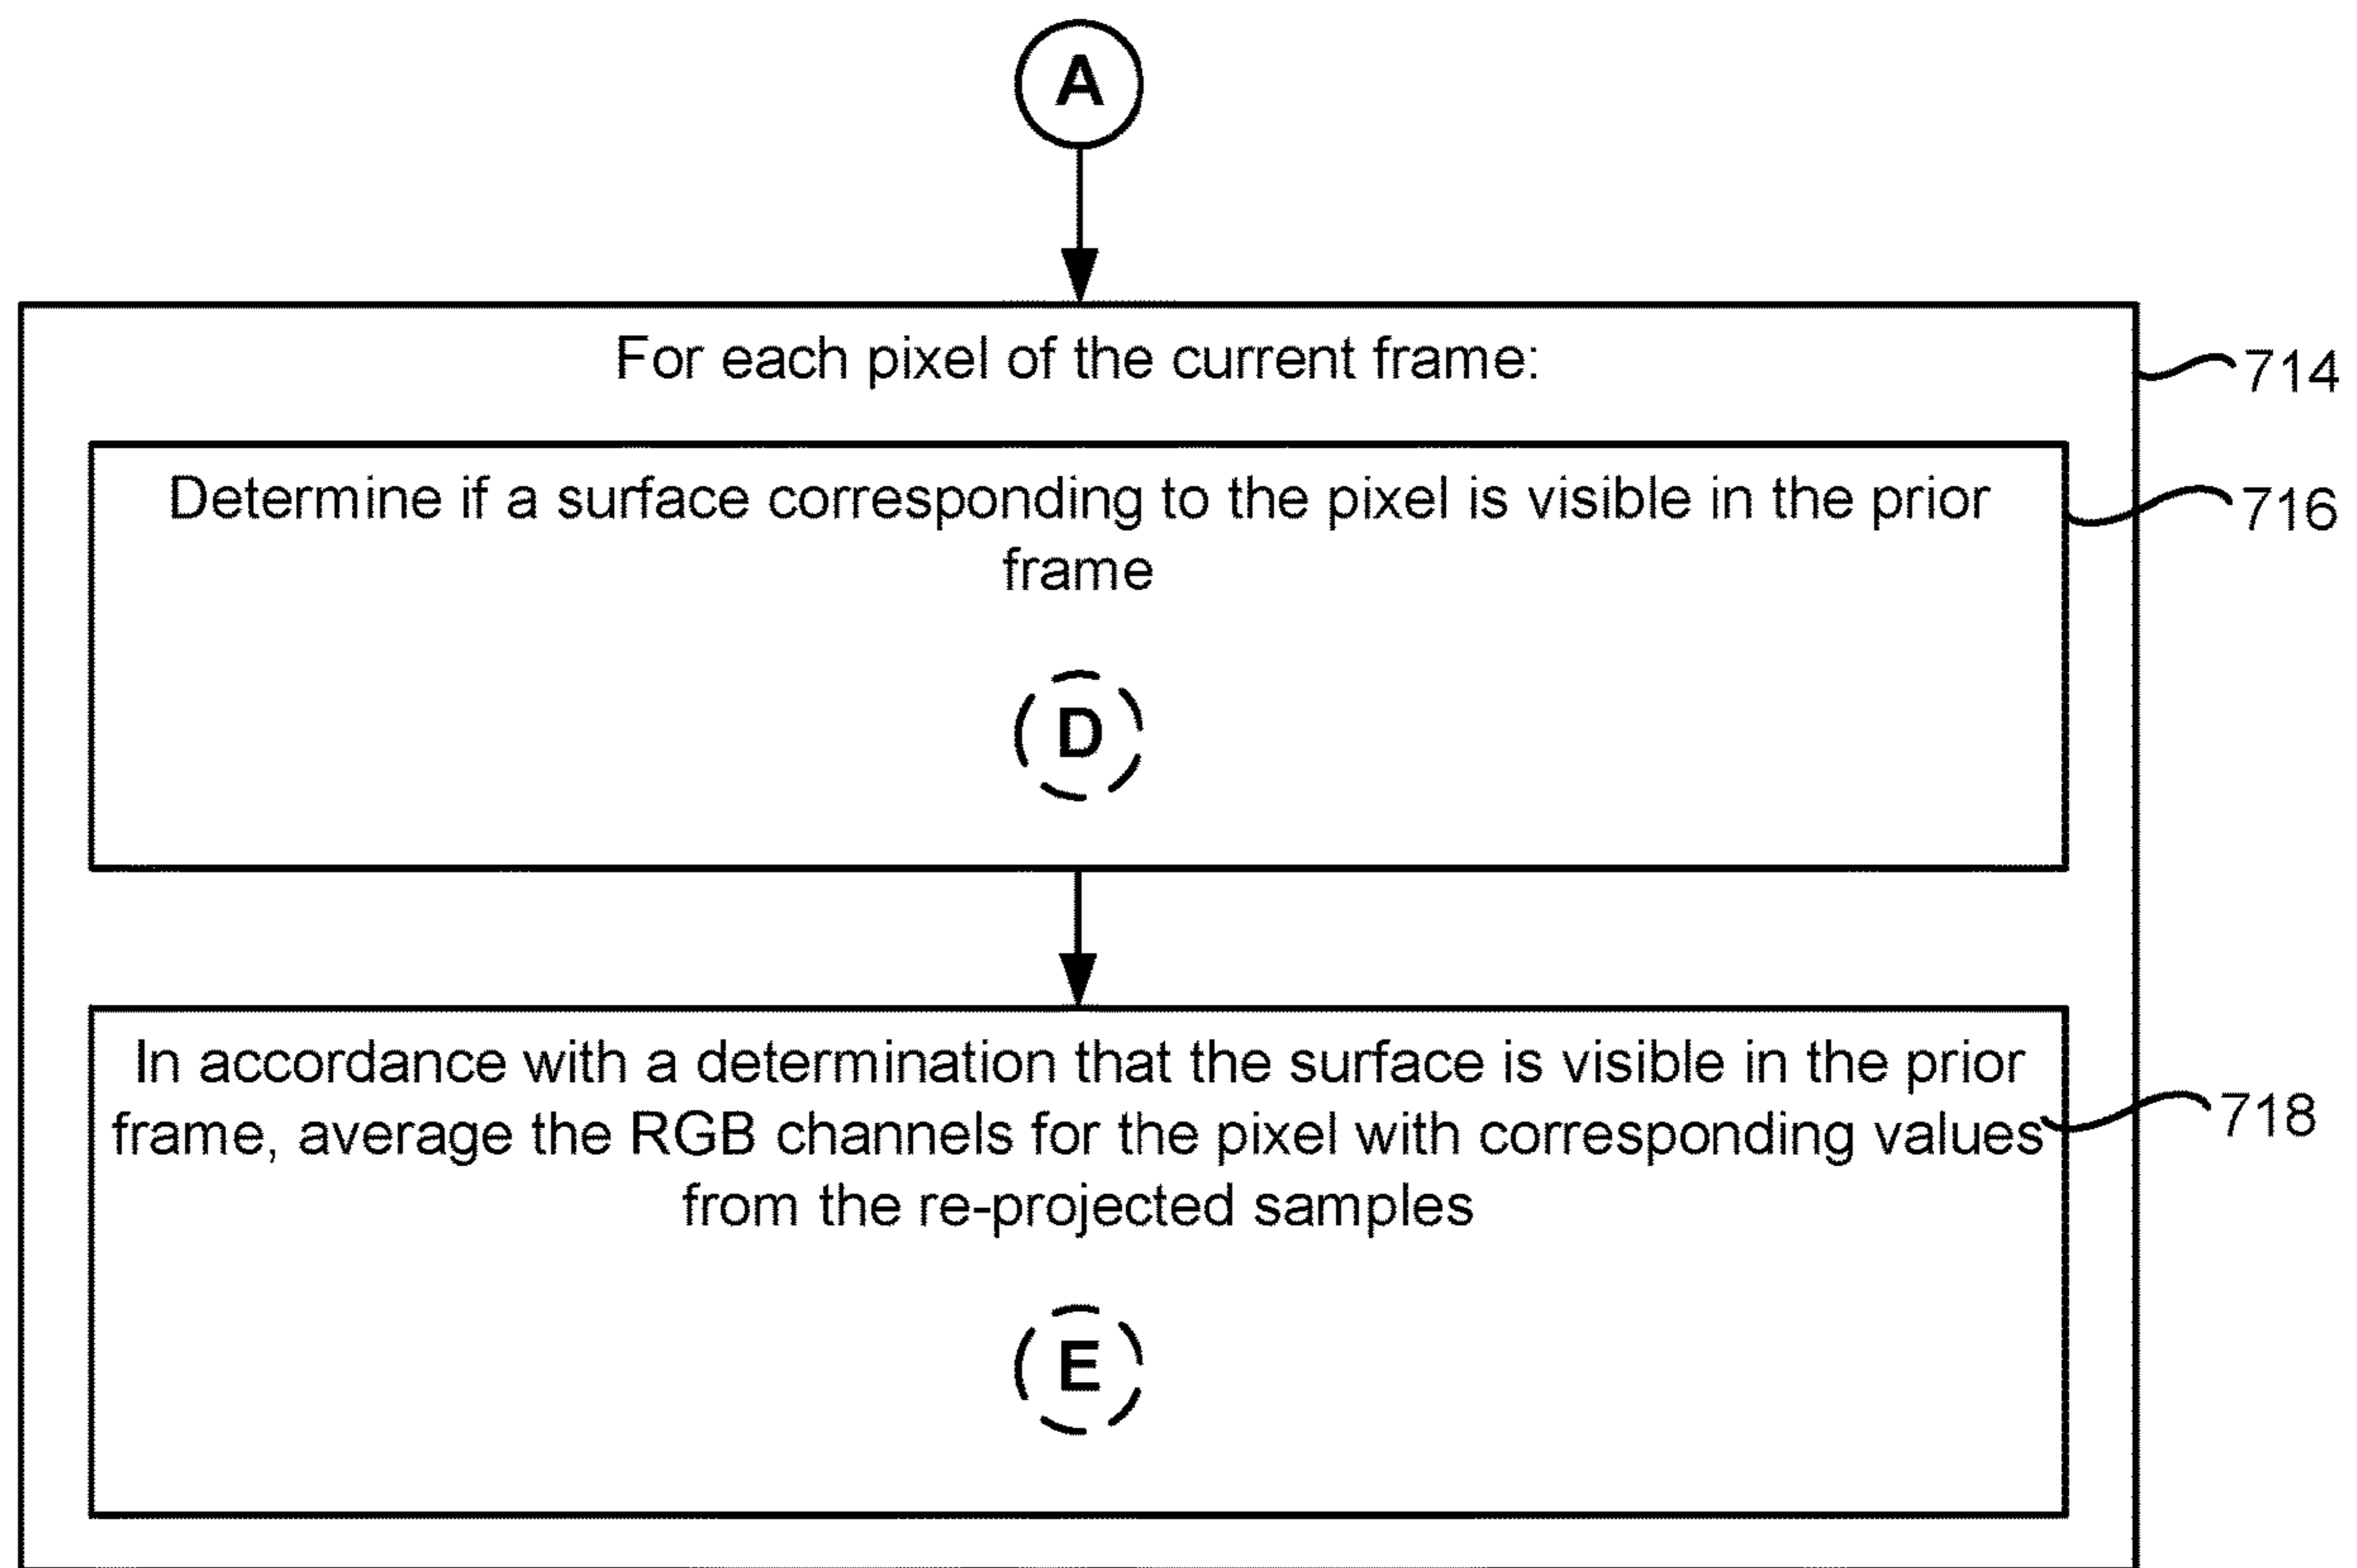 A
For each pixel of the current frame:
714
Determine if a surface corresponding to the pixel is visible in the prior
frame
716
D
In accordance with a determination that the surface is visible in the prior
frame, average the RGB channels for the pixel with corresponding values
from the re-projected samples
718
E